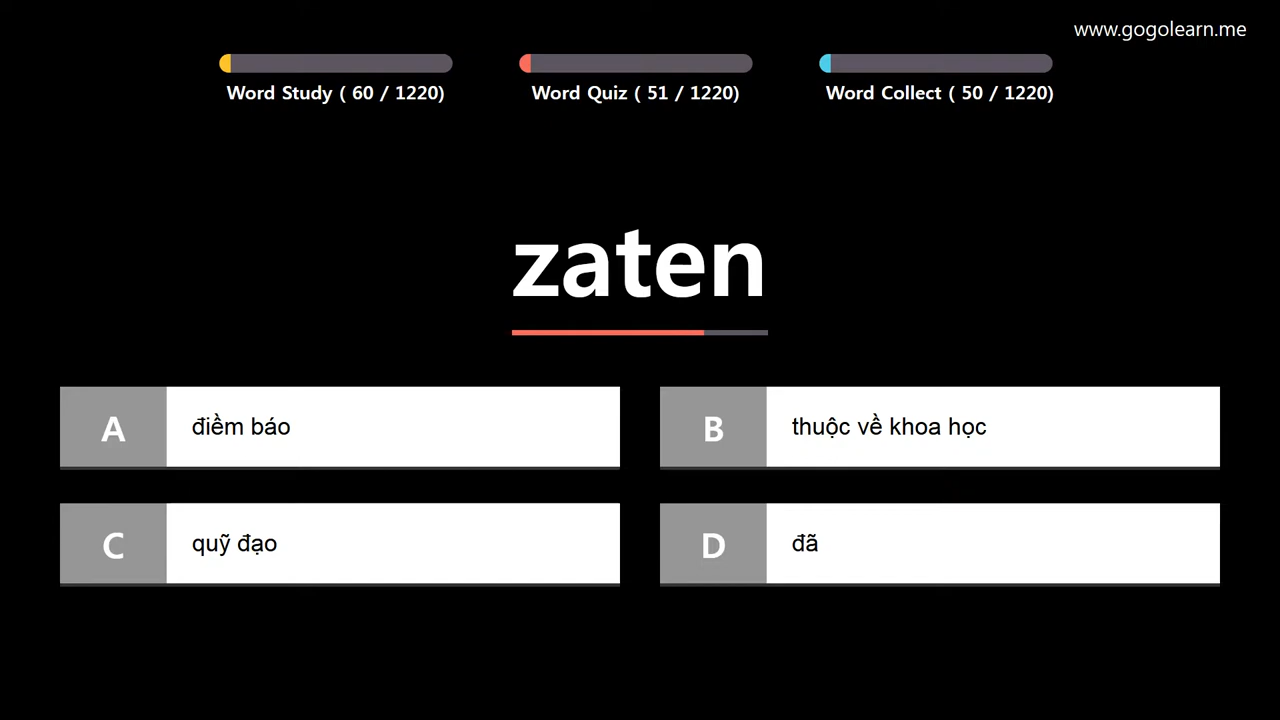 www.gogolearn.me
Word Study ( 60 / 1220)
Word Quiz ( 51 / 1220)
Word Collect ( 50 / 1220)
zaten
A điềm báo
B thuộc về khoa học
C quỹ đạo
D đã